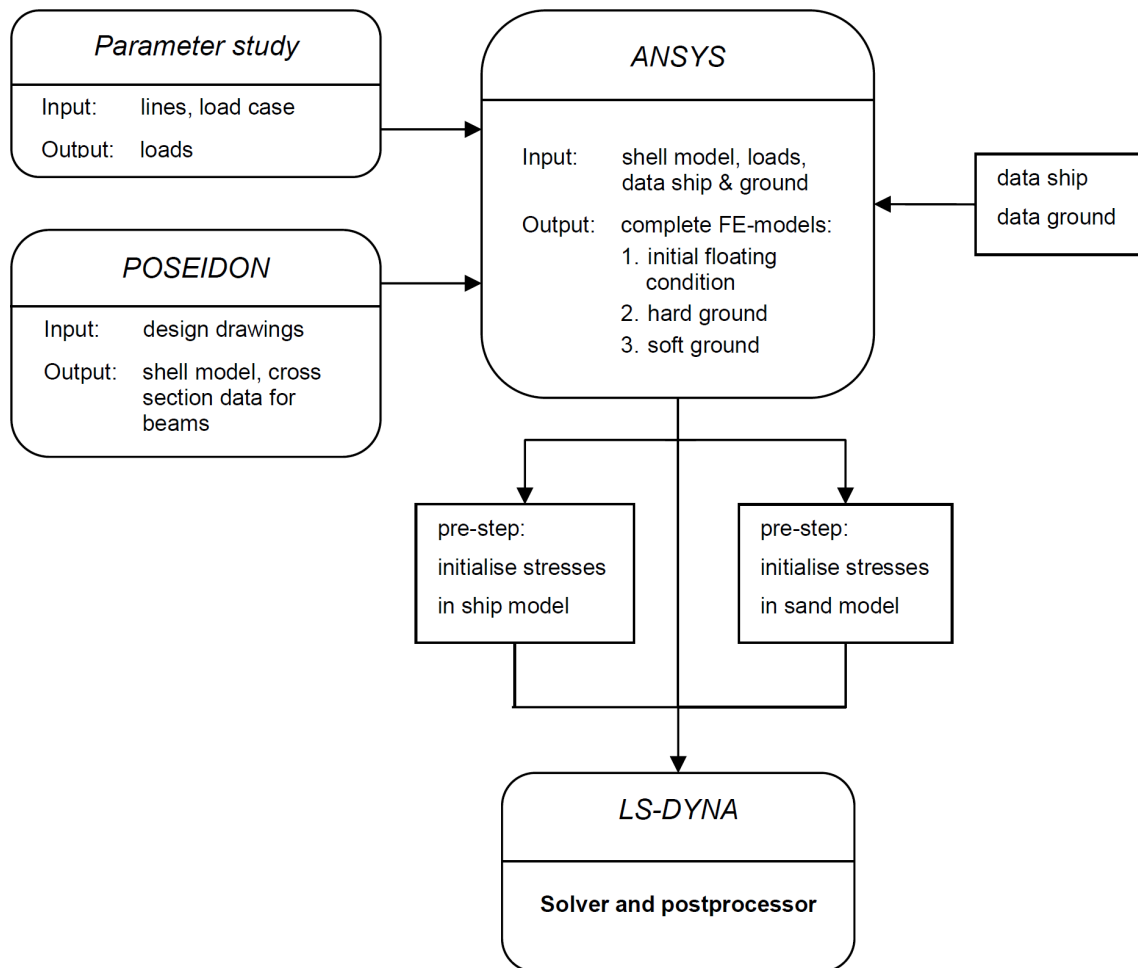 Parameter study
Input: lines, load case
Output: loads
POSEIDON
Input: design drawings
Output: shell model, cross
section data for
beams
ANSYS
Input: shell model, loads,
data ship & ground
Output: complete FE-models:
1. initial floating
condition
2. hard ground
3. soft ground
data ship
data ground
pre-step:
initialise stresses
in ship model
pre-step:
initialise stresses
in sand model
LS-DYNA
Solver and postprocessor